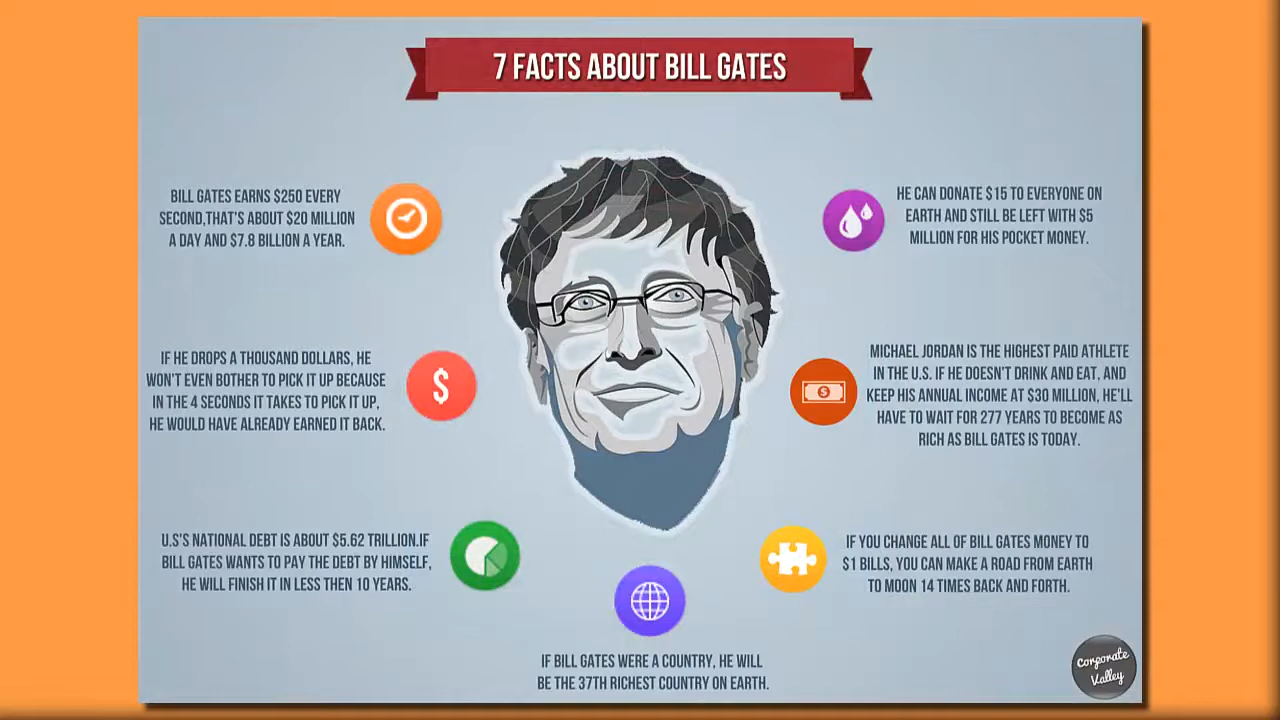 7 FACTS ABOUT BILL GATES
BILL GATES EARNS $250 EVERY
SECOND,THAT'S ABOUT $20 MILLION
A DAY AND $7.8 BILLION A YEAR.
HE CAN DONATE $15 TO EVERYONE ON
EARTH AND STILL BE LEFT WITH $5
MILLION FOR HIS POCKET MONEY.
IF HE DROPS A THOUSAND DOLLARS, HE
WON'T EVEN BOTHER TO PICK IT UP BECAUSE
IN THE 4 SECONDS IT TAKES TO PICK IT UP,
HE WOULD HAVE ALREADY EARNED IT BACK.
$
MICHAEL JORDAN IS THE HIGHEST PAID ATHLETE
IN THE U.S. IF HE DOESN'T DRINK AND EAT, AND
KEEP HIS ANNUAL INCOME AT $30 MILLION, HE'LL
HAVE TO WAIT FOR 277 YEARS TO BECOME AS
RICH AS BILL GATES IS TODAY.
$
U.S'S NATIONAL DEBT IS ABOUT $5.62 TRILLION.IF
BILL GATES WANTS TO PAY THE DEBT BY HIMSELF,
HE WILL FINISH IT IN LESS THEN 10 YEARS.
IF YOU CHANGE ALL OF BILL GATES MONEY TO
$1 BILLS, YOU CAN MAKE A ROAD FROM EARTH
TO MOON 14 TIMES BACK AND FORTH.
IF BILL GATES WERE A COUNTRY, HE WILL
BE THE 37TH RICHEST COUNTRY ON EARTH.
Corporate
Valley